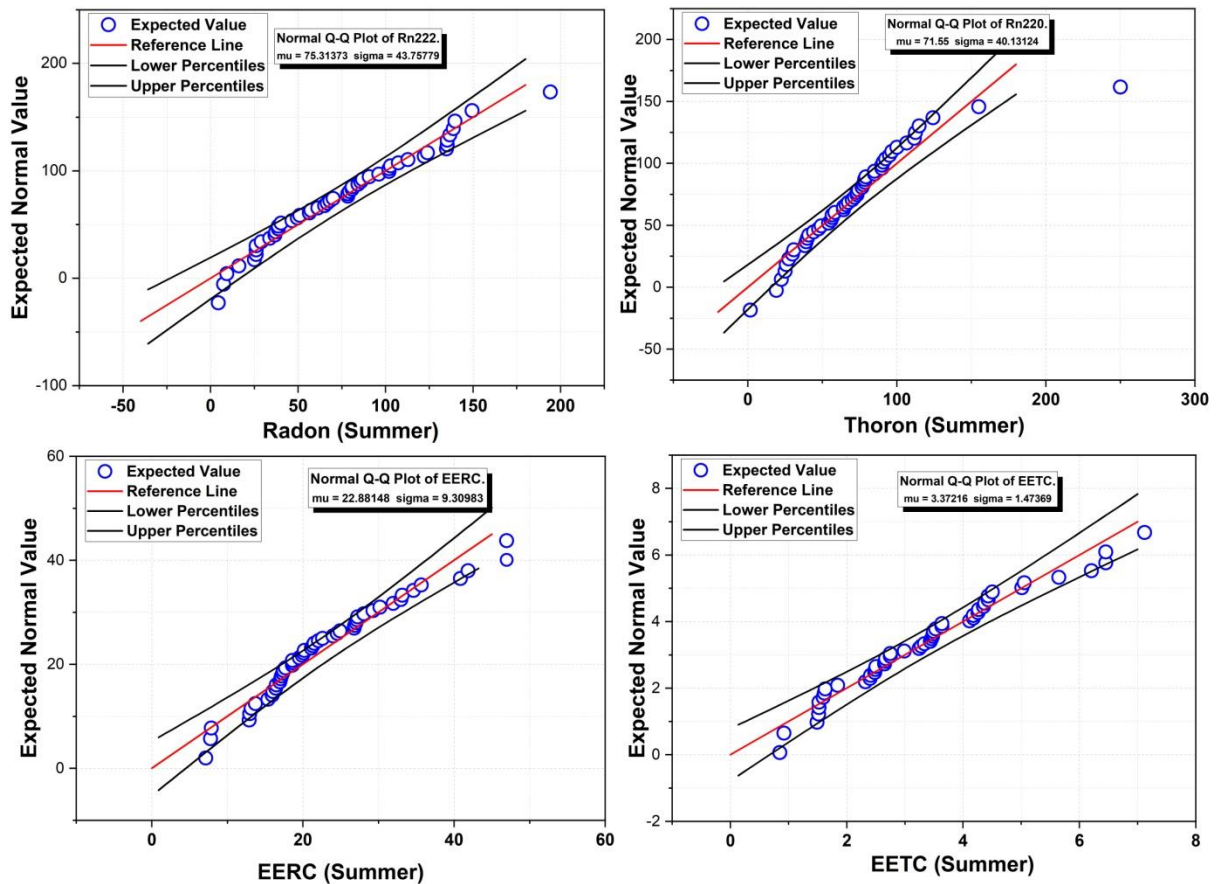 Expected Value
Reference Line
Lower Percentiles
Upper Percentiles
Normal Q-Q Plot of Rn222.
mu = 75.31373 sigma = 43.75779
Expected Normal Value
200
100
0
-100
-50
0
50
100
150
200
Radon (Summer)
Expected Value
Reference Line
Lower Percentiles
Upper Percentiles
Normal Q-Q Plot of Rn220.
mu = 71.55 sigma = 40.13124
Expected Normal Value
200
150
100
50
0
-50
0
100
200
300
Thoron (Summer)
Expected Value
Reference Line
Lower Percentiles
Upper Percentiles
Normal Q-Q Plot of EERC.
mu = 22.88148 sigma = 9.30983
Expected Normal Value
60
40
20
0
0
20
40
60
EERC (Summer)
Expected Value
Reference Line
Lower Percentiles
Upper Percentiles
Normal Q-Q Plot of EETC.
mu = 3.37216 sigma = 1.47369
Expected Normal Value
8
6
4
2
0
-2
0
2
4
6
8
EETC (Summer)